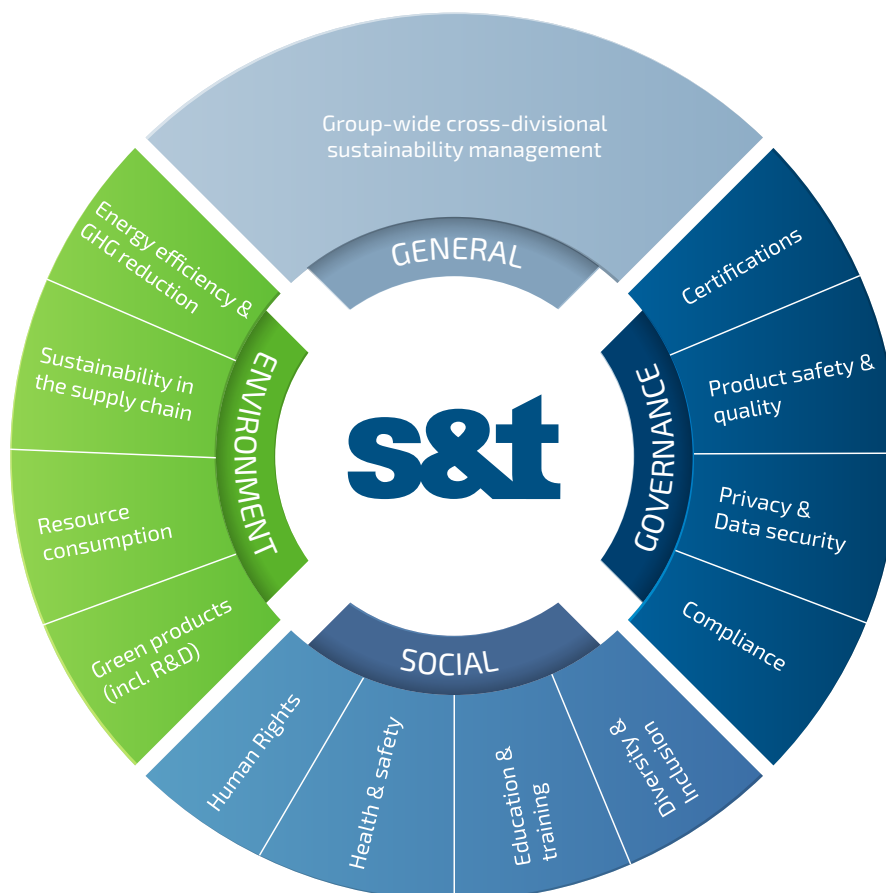 Group-wide cross-divisional
sustainability management
GENERAL
Energy efficiency &
GHG reduction
Sustainability in
the supply chain
Resource
consumption
Green products
(incl. R&D)
ENVIRONMENT
s&t
GOVERNANCE
Certifications
Product safety &
quality
Privacy &
Data security
Compliance
SOCIAL
Human Rights
Health & safety
Education &
training
Diversity &
Inclusion